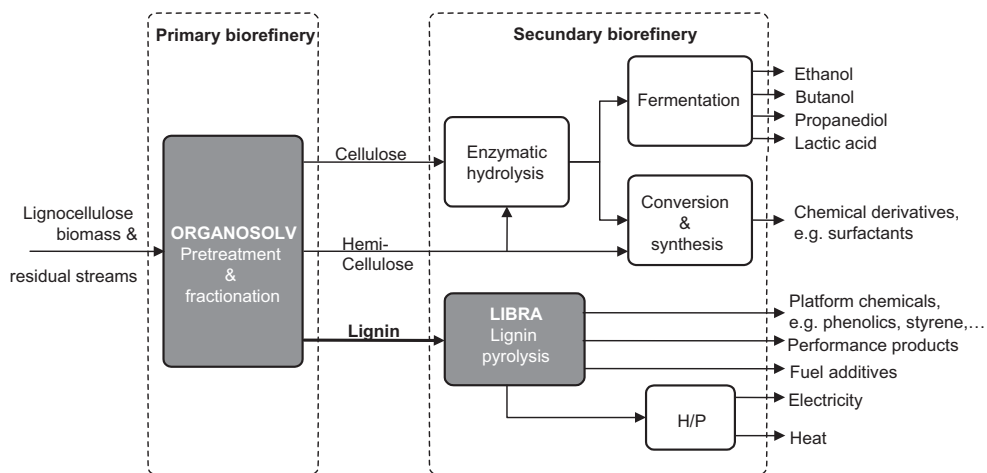 Primary biorefinery
Secundary biorefinery
Lignocellulose
biomass &
residual streams
ORGANOSOLV
Pretreatment
&
fractionation
Cellulose
Hemi-
Cellulose
Lignin
Enzymatic
hydrolysis
Fermentation
Conversion
&
synthesis
LIBRA
Lignin
pyrolysis
H/P
Ethanol
Butanol
Propanediol
Lactic acid
Chemical derivatives,
e.g. surfactants
Platform chemicals,
e.g. phenolics, styrene,...
Performance products
Fuel additives
Electricity
Heat